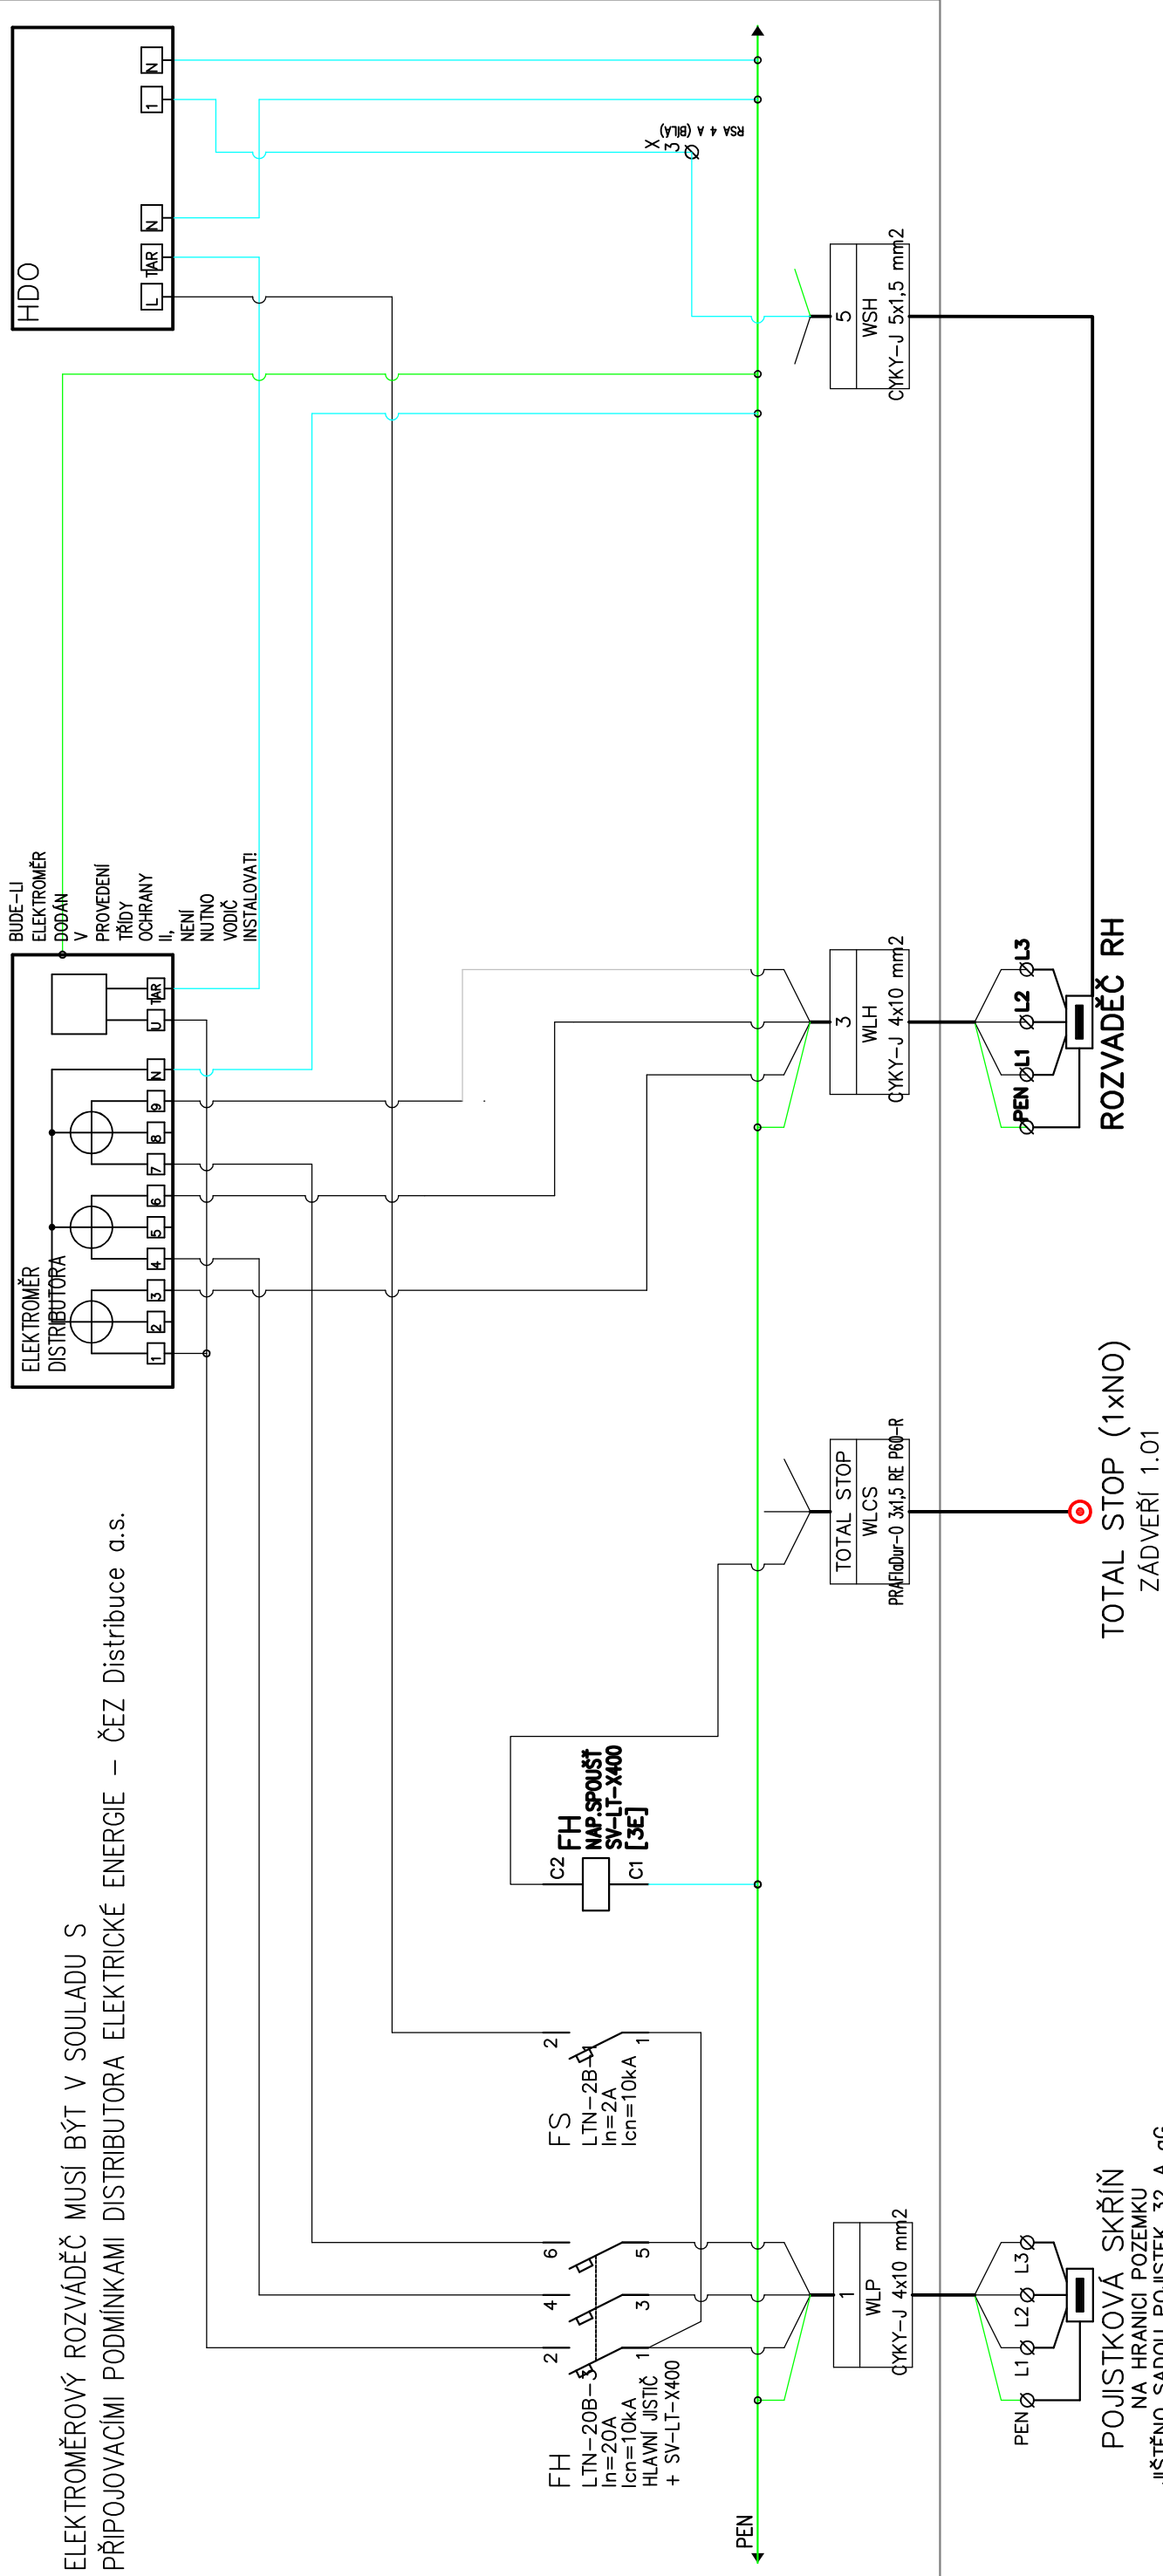 ELEKTROMĚROVÝ ROZVÁDĚČ MUSÍ BÝT V SOULADU S
PŘIPOJOVACÍMI PODMÍNKAMI DISTRIBUTORA ELEKTRICKÉ ENERGIE – ČEZ Distribuce a.s.
ELEKTROMĚR
DISTRIBUTORA
1
2
3
4
5
6
7
8
9
N
U
TAR
BUDE-LI
ELEKTROMĚR
DODÁN
V
PROVEDENÍ
TŘÍDY
OCHRANY
II,
NENÍ
NUTNO
VODIČ
INSTALOVAT!
HDO
L
TAR
N
1
N
FH
LTN-20B-3
In=20A
Icn=10kA
HLAVNÍ JISTIČ
+ SV-LT-X400
2
4
6
1
3
5
FS
LTN-2B-1
In=2A
Icn=10kA
2
1
FH
NAP.SPOUŠŤ
SV-LT-X400
[3E]
C2
C1
X
3
RSA 4 A (BÍLÁ)
PEN
1
WLP
CYKY-J 4x10 mm2
TOTAL STOP
WLCS
PRAFlaDur-O 3x1,5 RE P60-R
3
WLH
CYKY-J 4x10 mm2
5
WSH
CYKY-J 5x1,5 mm2
PEN
L1
L2
L3
POJISTKOVÁ SKŘÍŇ
NA HRANICI POZEMKU
JIŠTĚNO SADOU POJISTEK 32 A gG
TOTAL STOP (1xNO)
ZÁDVEŘÍ 1.01
PEN
L1
L2
L3
ROZVADĚČ RH